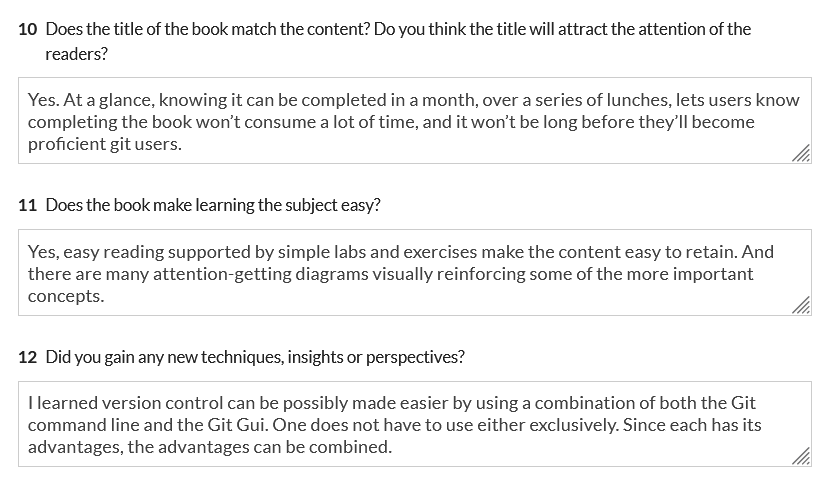 10 Does the title of the book match the content? Do you think the title will attract the attention of the
readers?
Yes. At a glance, knowing it can be completed in a month, over a series of lunches, lets users know
completing the book won’t consume a lot of time, and it won’t be long before they’ll become
proficient git users.
11 Does the book make learning the subject easy?
Yes, easy reading supported by simple labs and exercises make the content easy to retain. And
there are many attention-getting diagrams visually reinforcing some of the more important
concepts.
12 Did you gain any new techniques, insights or perspectives?
I learned version control can be possibly made easier by using a combination of both the Git
command line and the Git Gui. One does not have to use either exclusively. Since each has its
advantages, the advantages can be combined.